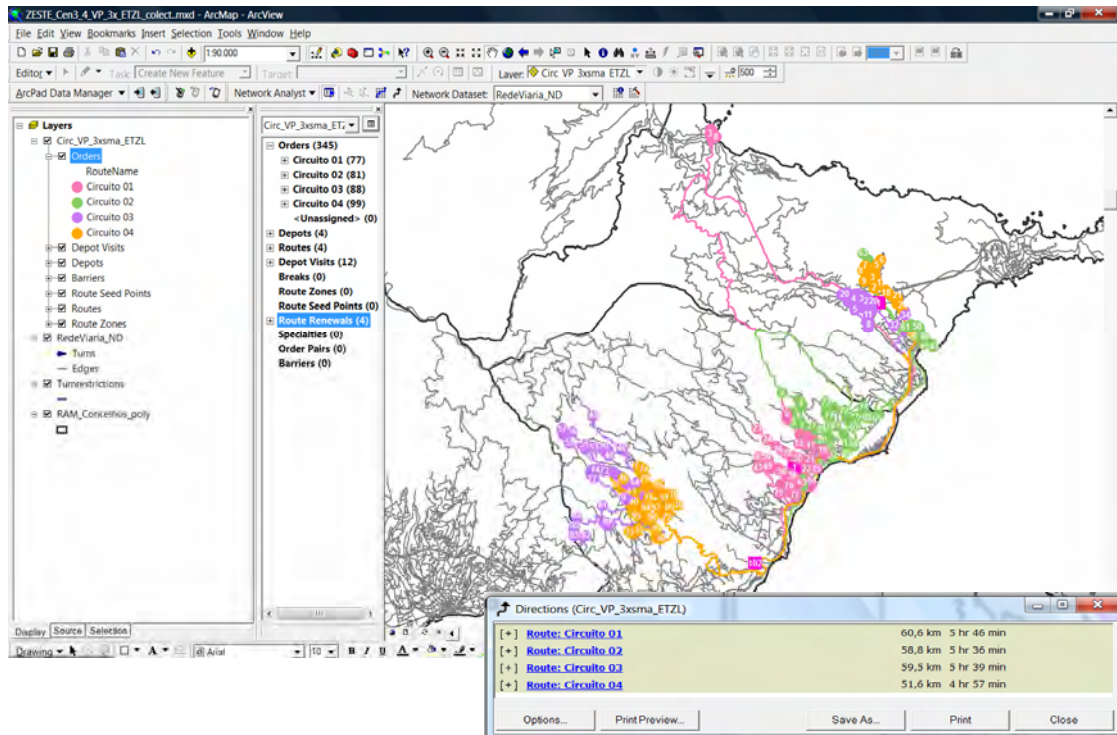 ZESTE_Cen3_4_VP_3x_ETZL_colect.mxd - ArcMap - ArcView
File Edit View Bookmarks Insert Selection Tools Window Help
1:90.000
Editor Task: Create New Feature Target: Layer: Circ VP 3xsma ETZL 500
ArcPad Data Manager Network Analyst Network Dataset: RedeViaria_ND
Layers
Circ_VP_3xsma_ETZL
Orders
RouteName
Circuito 01
Circuito 02
Circuito 03
Circuito 04
Depot Visits
Depots
Barriers
Route Seed Points
Routes
Route Zones
RedeViaria_ND
Turns
Edges
Turnrestrictions
RAM_Concelhos_poly
Display Source Selection
Circ_VP_3xsma_ETZ
Orders (345)
Circuito 01 (77)
Circuito 02 (81)
Circuito 03 (88)
Circuito 04 (99)
<Unassigned> (0)
Depots (4)
Routes (4)
Depot Visits (12)
Breaks (0)
Route Zones (0)
Route Seed Points (0)
Route Renewals (4)
Specialties (0)
Order Pairs (0)
Barriers (0)
Drawing A Arial 10 B I U A
Directions (Circ_VP_3xsma_ETZL)
[+] Route: Circuito 01 60,6 km 5 hr 46 min
[+] Route: Circuito 02 58,8 km 5 hr 36 min
[+] Route: Circuito 03 59,5 km 5 hr 39 min
[+] Route: Circuito 04 51,6 km 4 hr 57 min
Options... Print Preview... Save As... Print Close